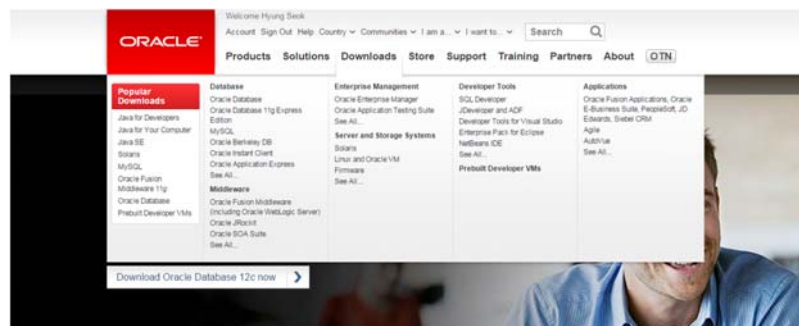 Welcome Hyung Seok
ORACLE
Account Sign Out Help Country Communities I am a... I want to... Search
Products Solutions Downloads Store Support Training Partners About OTN
Popular
Downloads
Java for Developers
Java for Your Computer
Java SE
Solaris
MySQL
Oracle Fusion
Middleware 11g
Oracle Database
Prebuilt Developer VMs
Database
Oracle Database
Oracle Database 11g Express
Edition
MySQL
Oracle Berkeley DB
Oracle Instant Client
Oracle Application Express
See All...
Middleware
Oracle Fusion Middleware
(including Oracle WebLogic Server)
Oracle JRockit
Oracle SOA Suite
See All...
Enterprise Management
Oracle Enterprise Manager
Oracle Application Testing Suite
See All...
Server and Storage Systems
Solaris
Linux and Oracle VM
Firmware
See All...
Developer Tools
SQL Developer
JDeveloper and ADF
Developer Tools for Visual Studio
Enterprise Pack for Eclipse
NetBeans IDE
See All...
Prebuilt Developer VMs
Applications
Oracle Fusion Applications, Oracle
E-Business Suite, PeopleSoft, JD
Edwards, Siebel CRM
Agile
AutoVue
See All...
Download Oracle Database 12c now